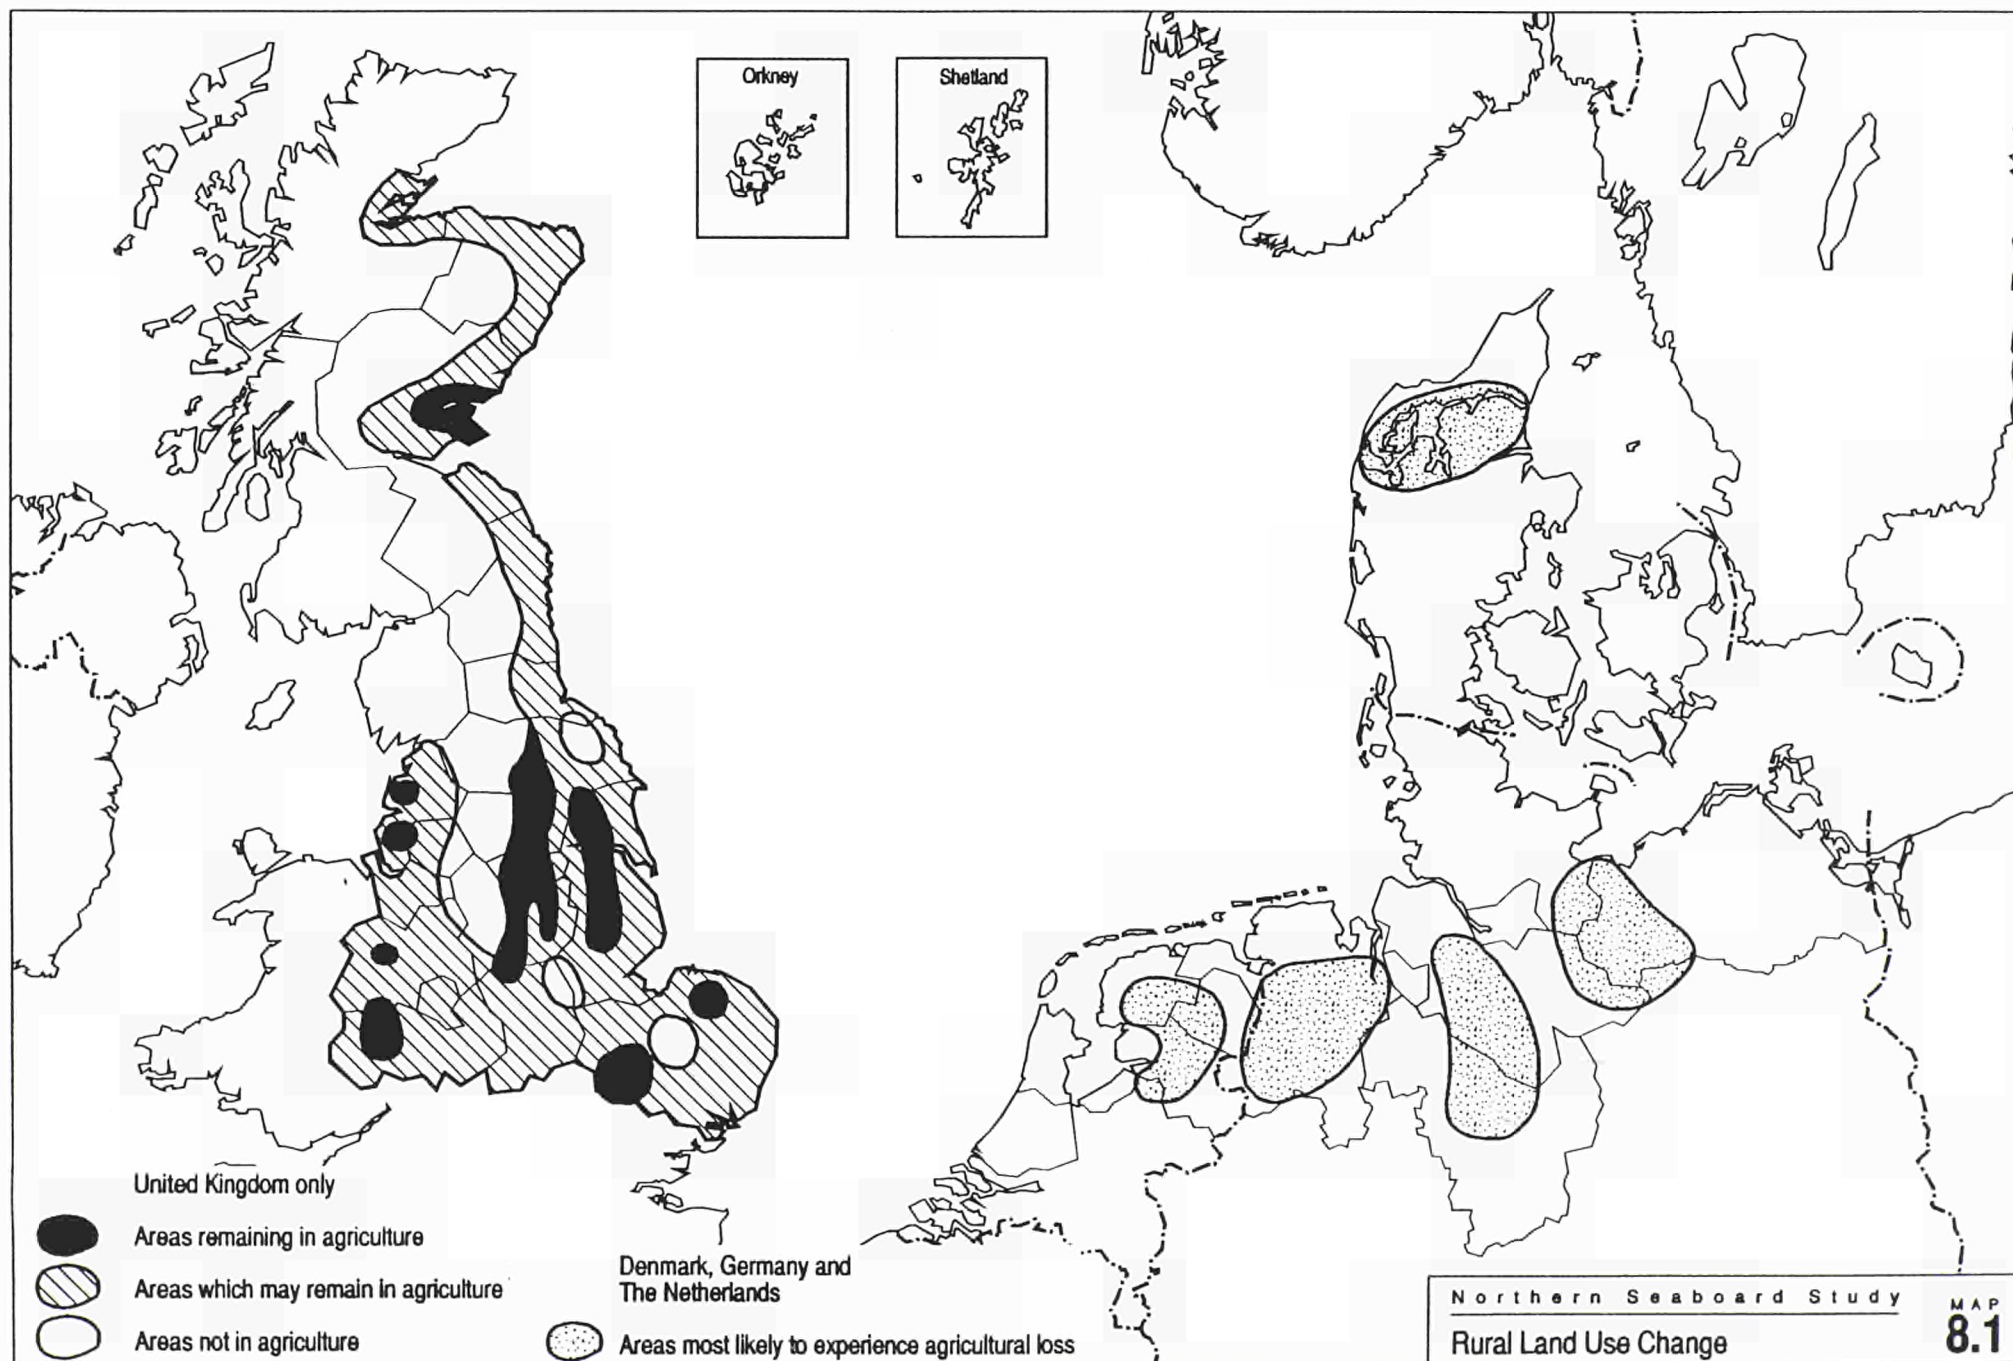 Orkney
Shetland
United Kingdom only
Areas remaining in agriculture
Areas which may remain in agriculture
Areas not in agriculture
Denmark, Germany and
The Netherlands
Areas most likely to experience agricultural loss
Northern Seaboard Study
Rural Land Use Change
MAP
8.1